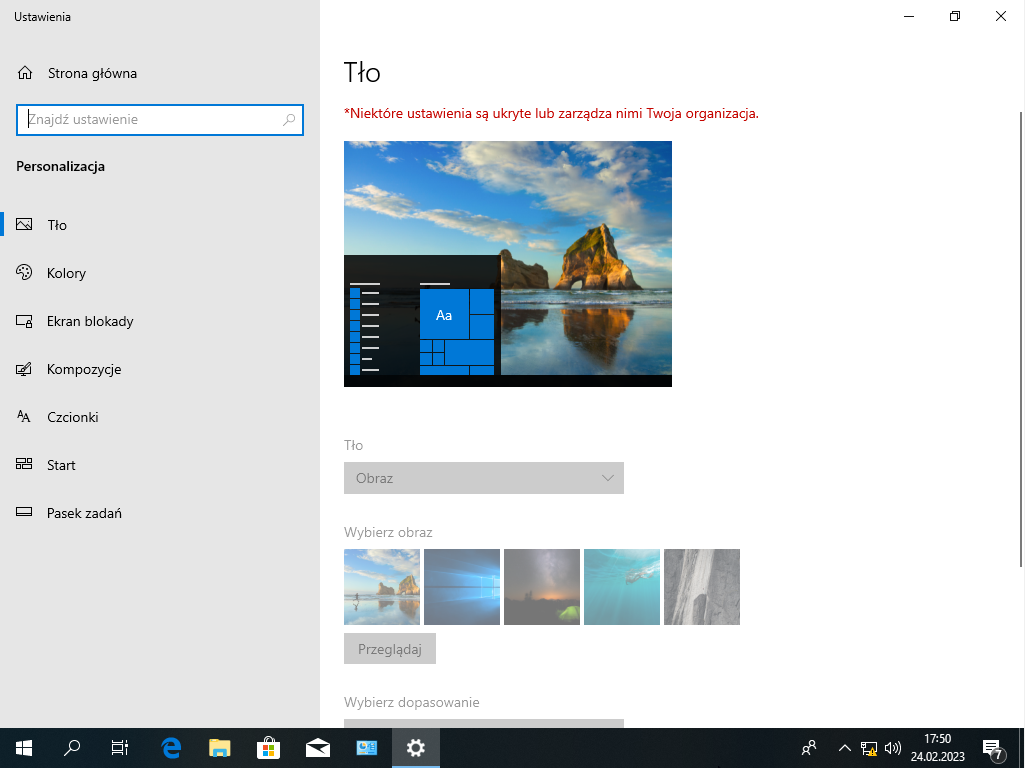 Ustawienia
Strona główna
Znajdź ustawienie
Personalizacja
Tło
Kolory
Ekran blokady
Kompozycje
Czcionki
Start
Pasek zadań
Tło
*Niektóre ustawienia są ukryte lub zarządza nimi Twoja organizacja.
Aa
Tło
Obraz
Wybierz obraz
Przeglądaj
Wybierz dopasowanie
17:50
24.02.2023
7